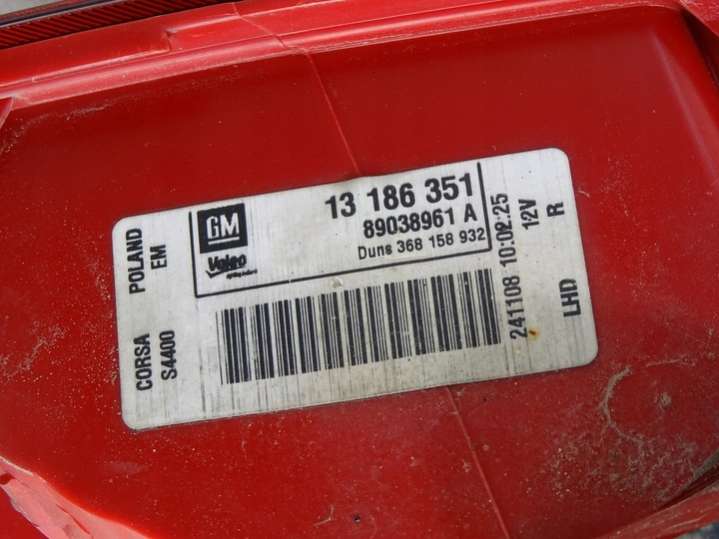 GM
Valeo
13 186 351
89038961 A
Duns 368 158 932
POLAND
EM
CORSA
S4400
241108 10:02:25
12V
R
LHD